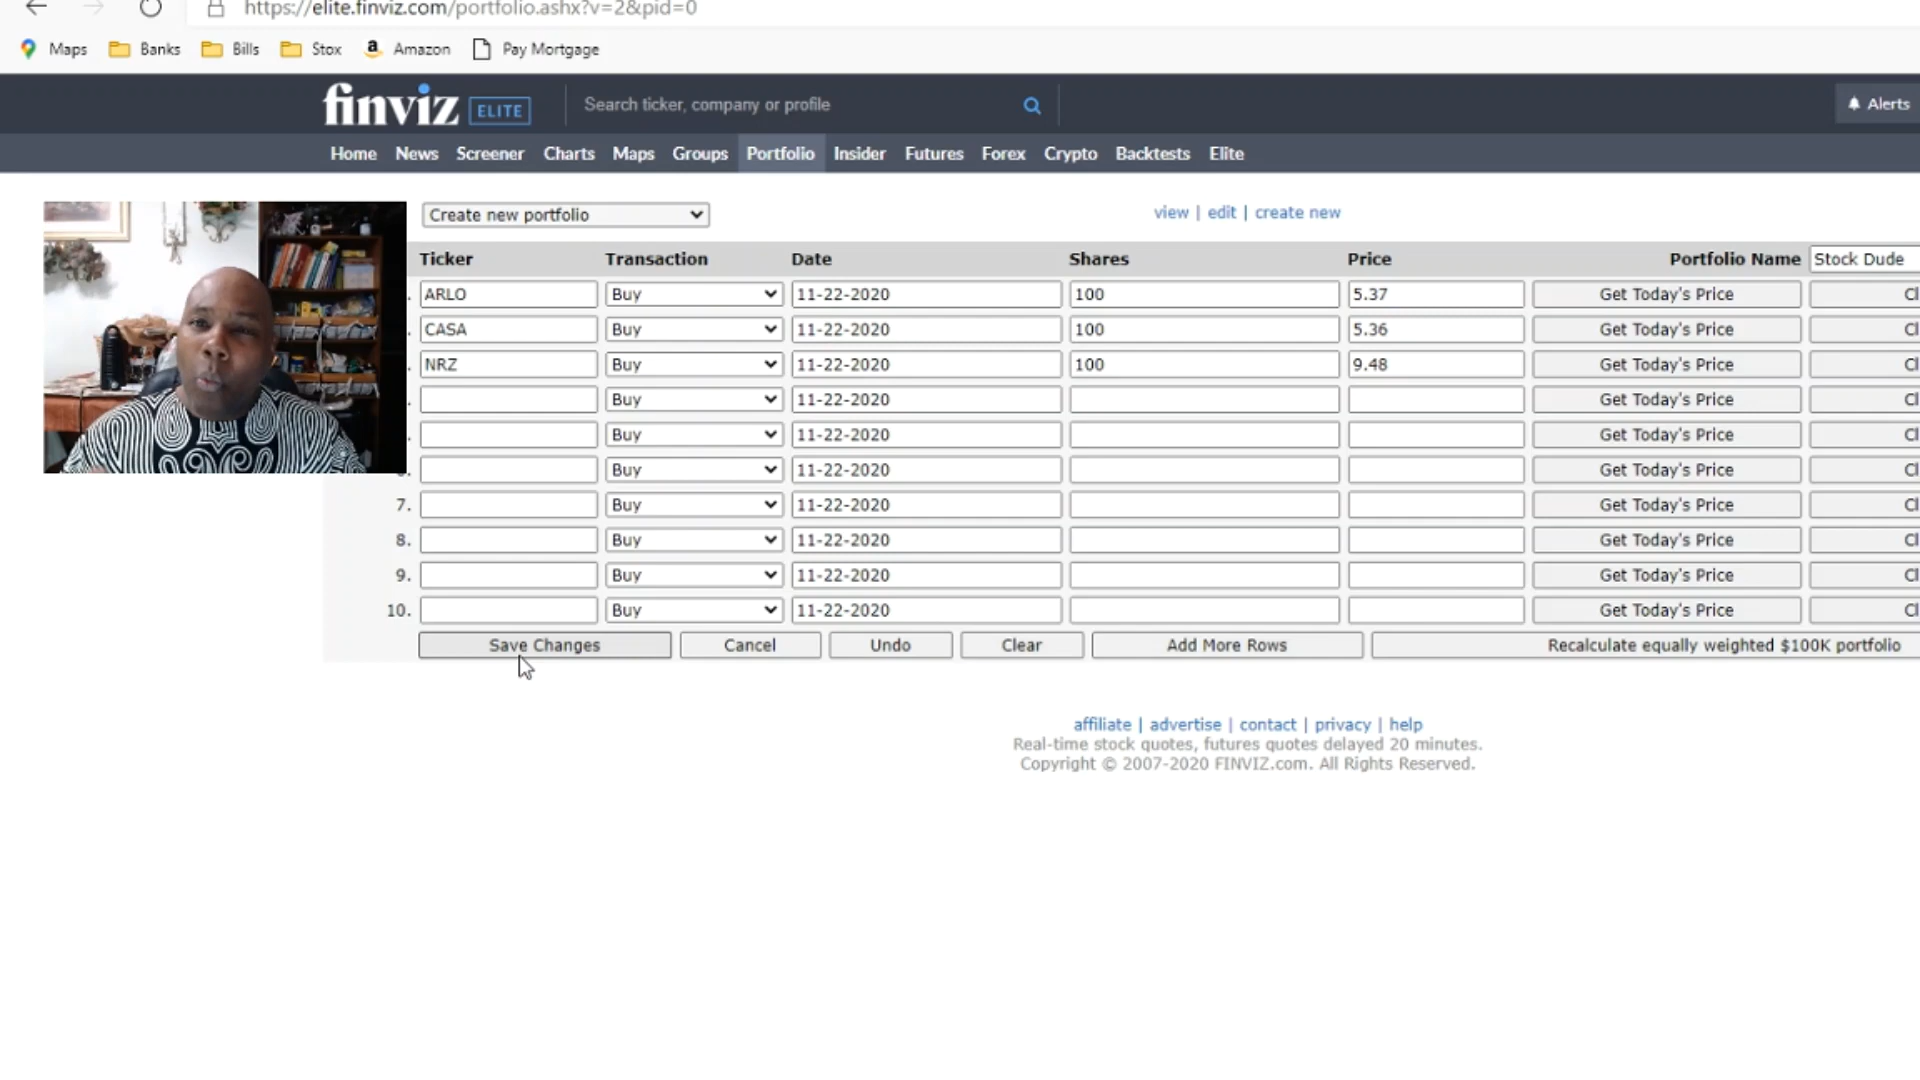 https://elite.finviz.com/portfolio.ashx?v=2&pid=0
Maps Banks Bills Stox Amazon Pay Mortgage
finviz ELITE Search ticker, company or profile Alerts
Home News Screener Charts Maps Groups Portfolio Insider Futures Forex Crypto Backtests Elite
Create new portfolio view | edit | create new
Ticker Transaction Date Shares Price Portfolio Name Stock Dude
ARLO Buy 11-22-2020 100 5.37 Get Today's Price
CASA Buy 11-22-2020 100 5.36 Get Today's Price
NRZ Buy 11-22-2020 100 9.48 Get Today's Price
Buy 11-22-2020 Get Today's Price
Buy 11-22-2020 Get Today's Price
Buy 11-22-2020 Get Today's Price
7. Buy 11-22-2020 Get Today's Price
8. Buy 11-22-2020 Get Today's Price
9. Buy 11-22-2020 Get Today's Price
10. Buy 11-22-2020 Get Today's Price
Save Changes Cancel Undo Clear Add More Rows Recalculate equally weighted $100K portfolio
affiliate | advertise | contact | privacy | help
Real-time stock quotes, futures quotes delayed 20 minutes.
Copyright © 2007-2020 FINVIZ.com. All Rights Reserved.